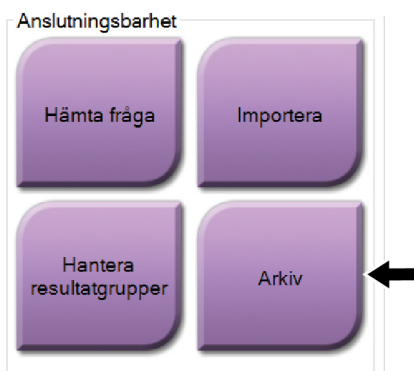 Anslutningsbarhet
Hämta fråga
Importera
Hantera
resultatgrupper
Arkiv